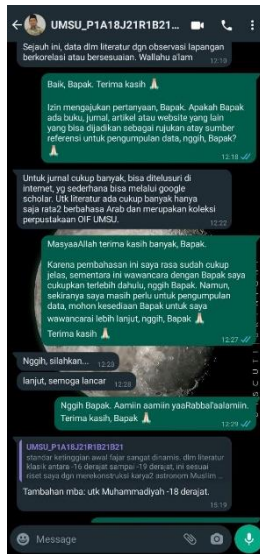 UMSU_P1A18J21R1B21...
Sejauh ini, data dlm literatur dgn observasi lapangan
berkorelasi atau bersesuaian. Wallahu a'lam
12.18
Baik, Bapak. Terima kasih 🙏
Izin mengajukan pertanyaan, Bapak. Apakah Bapak
ada buku, jurnal, artikel atau website yang lain
yang bisa dijadikan sebagai rujukan atau sumber
referensi untuk pengumpulan data, nggih, Bapak?
🙏
12.18
Untuk jurnal cukup banyak, bisa ditelusuri di
internet, yg sederhana bisa melalui google
scholar. Utk literatur ada cukup banyak hanya
saja rata2 berbahasa Arab dan merupakan koleksi
perpustakaan OIF UMSU.
12.22
MasyaaAllah terima kasih banyak, Bapak.
Karena pembahasan ini saya rasa sudah cukup
jelas, sementara ini wawancara dengan Bapak saya
cukupkan terlebih dahulu, nggih Bapak. Namun,
sekiranya saya masih perlu untuk pengumpulan
data, mohon kesediaan Bapak untuk saya
wawancarai lebih lanjut, nggih, Bapak 🙏
Terima kasih 🙏
12.27
Nggih, silahkan... 12.28
lanjut, semoga lancar 12.28
Nggih Bapak. Aamiin aamiin yaaRabbal'aalamiin.
Terima kasih, Bapak 🙏
12.29
UMSU_P1A18J21R1B21B21
standar ketinggian awal fajar sangat dinamis. dlm literatur
klasik antara -16 derajat sampai -19 derajat, ini sesuai
riset saya dgn merekonstruksi karya2 astronom Muslim ...
Tambahan mba: utk Muhammadiyah -18 derajat.
15.19
Message